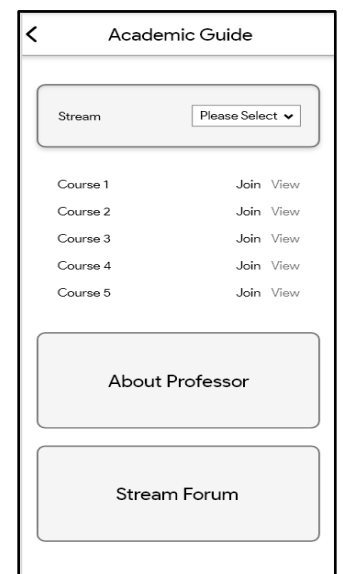 Academic Guide
Stream Please Select
Course 1 Join View
Course 2 Join View
Course 3 Join View
Course 4 Join View
Course 5 Join View
About Professor
Stream Forum